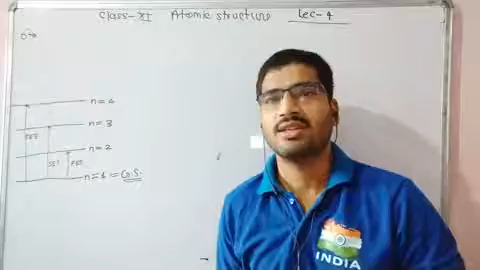 Class-XI Atomic structure Lec-4
n=4
n=3
n=2
n=1 = G.S.
INDIA